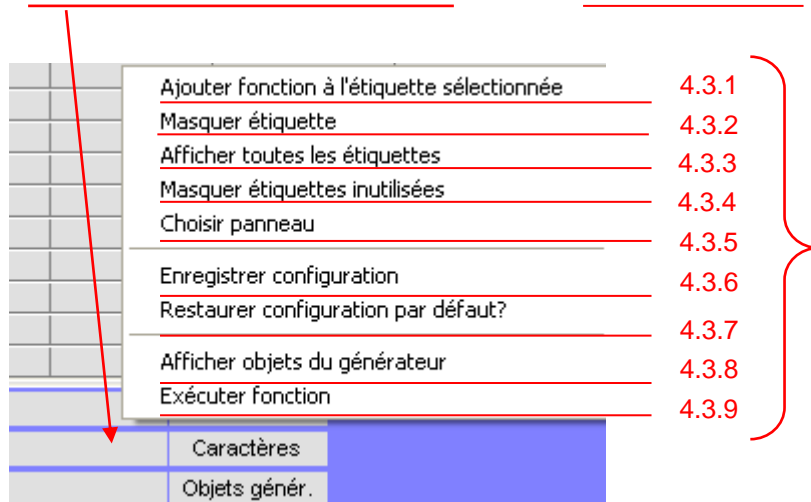 Ajouter fonction à l'étiquette sélectionnée 4.3.1
Masquer étiquette 4.3.2
Afficher toutes les étiquettes 4.3.3
Masquer étiquettes inutilisées 4.3.4
Choisir panneau 4.3.5
Enregistrer configuration 4.3.6
Restaurer configuration par défaut? 4.3.7
Afficher objets du générateur 4.3.8
Exécuter fonction 4.3.9
Caractères
Objets génér.